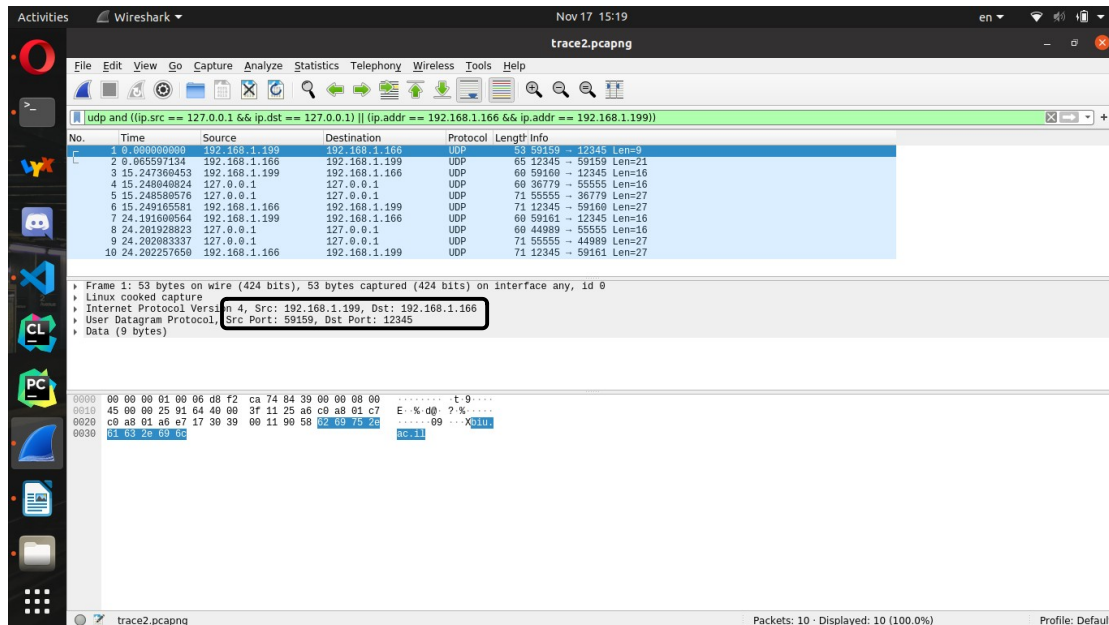 Activities Wireshark Nov 17 15:19 en
trace2.pcapng
File Edit View Go Capture Analyze Statistics Telephony Wireless Tools Help
udp and ((ip.src == 127.0.0.1 && ip.dst == 127.0.0.1) || (ip.addr == 192.168.1.166 && ip.addr == 192.168.1.199))
No. Time Source Destination Protocol Length Info
1 0.000000000 192.168.1.199 192.168.1.166 UDP 53 59159 → 12345 Len=9
2 0.065597134 192.168.1.166 192.168.1.199 UDP 65 12345 → 59159 Len=21
3 15.247360453 192.168.1.199 192.168.1.166 UDP 60 59160 → 12345 Len=16
4 15.248040824 127.0.0.1 127.0.0.1 UDP 60 36779 → 55555 Len=16
5 15.248580576 127.0.0.1 127.0.0.1 UDP 71 55555 → 36779 Len=27
6 15.249165581 192.168.1.166 192.168.1.199 UDP 71 12345 → 59160 Len=27
7 24.191600564 192.168.1.199 192.168.1.166 UDP 60 59161 → 12345 Len=16
8 24.201928823 127.0.0.1 127.0.0.1 UDP 60 44989 → 55555 Len=16
9 24.202083337 127.0.0.1 127.0.0.1 UDP 71 55555 → 44989 Len=27
10 24.202257650 192.168.1.166 192.168.1.199 UDP 71 12345 → 59161 Len=27
Frame 1: 53 bytes on wire (424 bits), 53 bytes captured (424 bits) on interface any, id 0
Linux cooked capture
Internet Protocol Version 4, Src: 192.168.1.199, Dst: 192.168.1.166
User Datagram Protocol, Src Port: 59159, Dst Port: 12345
Data (9 bytes)
0000 00 00 00 01 00 06 d8 f2 ca 74 84 39 00 00 08 00 ········ ·t·9····
0010 45 00 00 25 91 64 40 00 3f 11 25 a6 c0 a8 01 c7 E··%·d@· ?·%·····
0020 c0 a8 01 a6 e7 17 30 39 00 11 90 58 62 69 75 2e ······09 ···Xbiu.
0030 61 63 2e 69 6c ac.il
trace2.pcapng Packets: 10 · Displayed: 10 (100.0%) Profile: Defaul
CL
PC